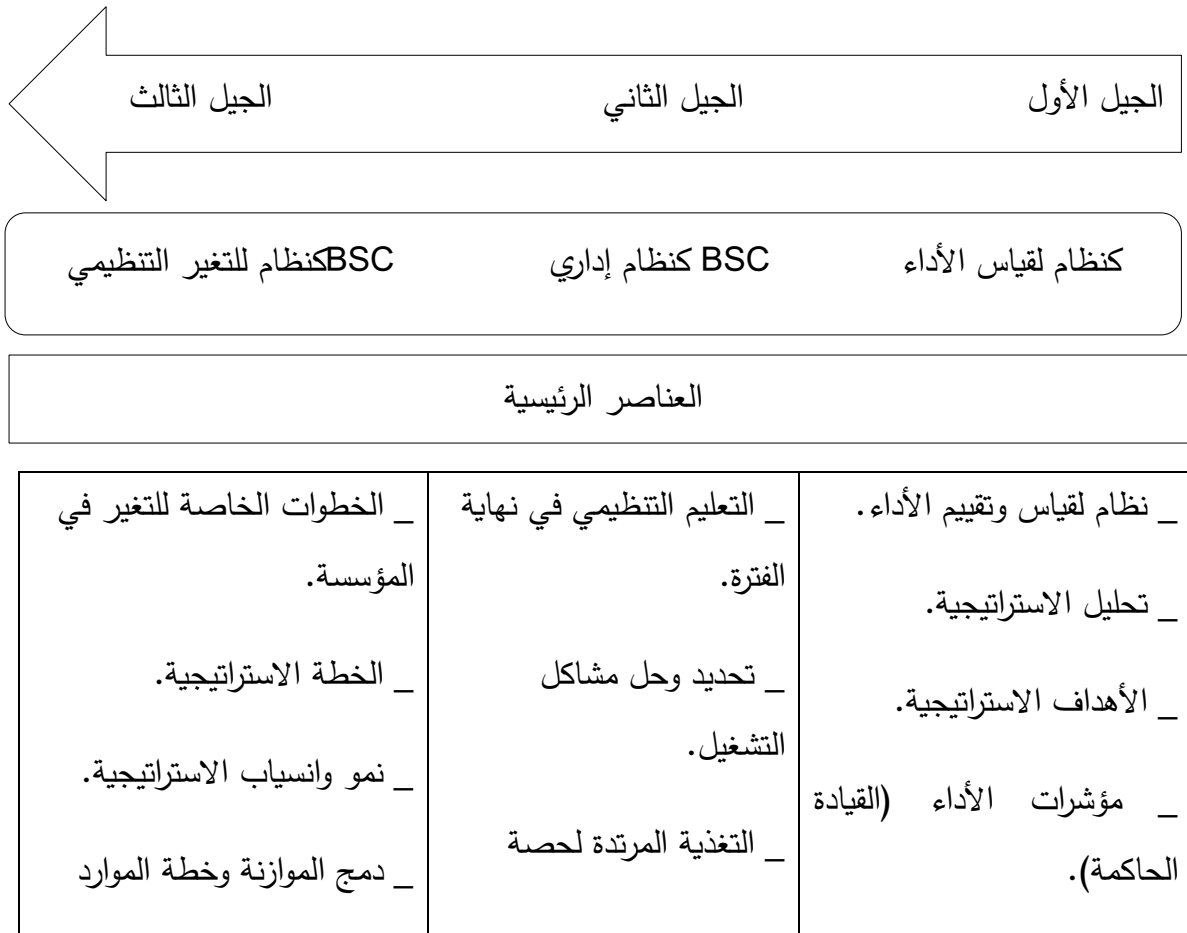 الجيل الأول الجيل الثاني الجيل الثالث
كنظام لقياس الأداء BSC كنظام إداري BSCكنظام للتغير التنظيمي
العناصر الرئيسية
_ نظام لقياس وتقييم الأداء.
_ تحليل الاستراتيجية.
_ الأهداف الاستراتيجية.
_ مؤشرات الأداء (القيادة
الحاكمة).
_ التعليم التنظيمي في نهاية
الفترة.
_ تحديد وحل مشاكل
التشغيل.
_ التغذية المرتدة لحصة
_ الخطوات الخاصة للتغير في
المؤسسة.
_ الخطة الاستراتيجية.
_ نمو وانسياب الاستراتيجية.
_ دمج الموازنة وخطة الموارد